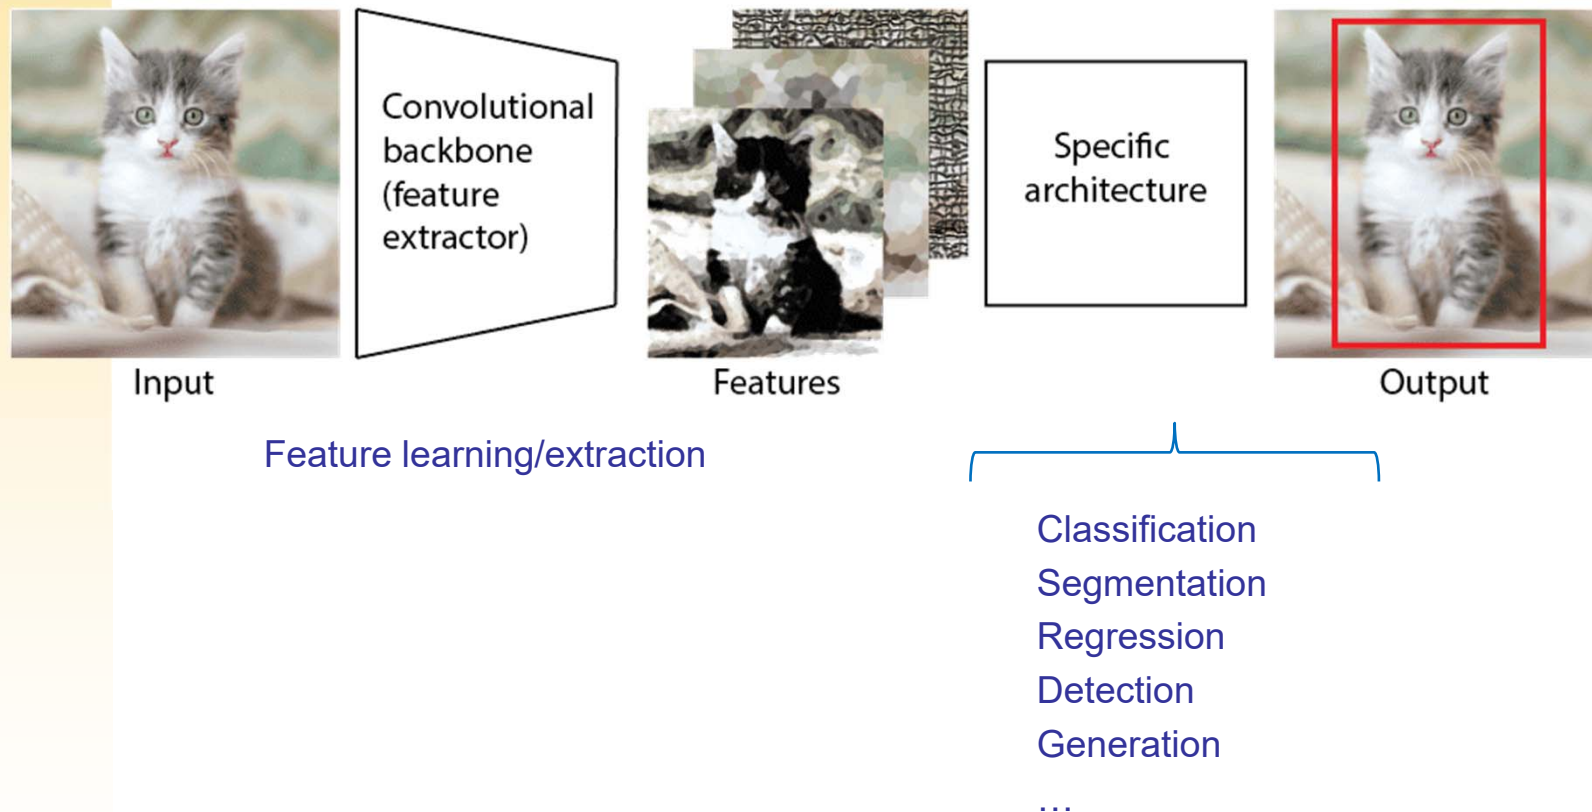 Convolutional
backbone
(feature
extractor)
Specific
architecture
Input
Features
Output
Feature learning/extraction
Classification
Segmentation
Regression
Detection
Generation
...